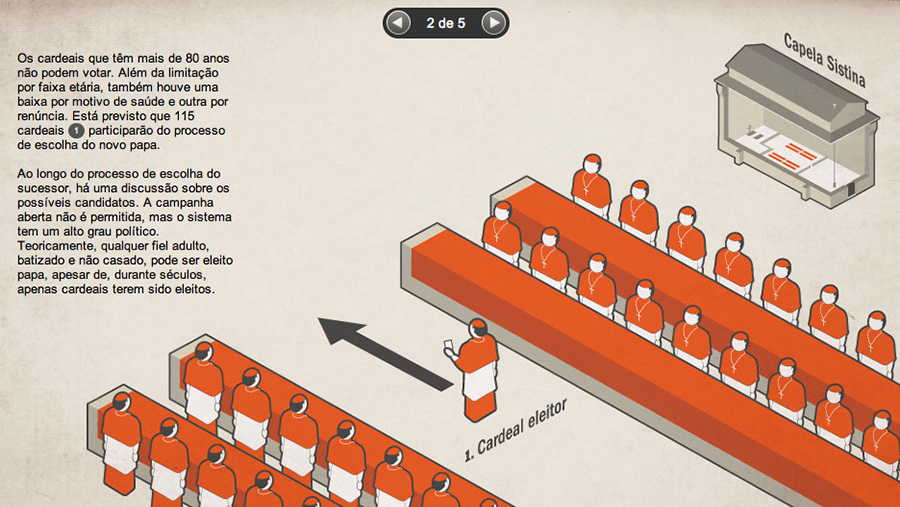 2 de 5
Os cardeais que têm mais de 80 anos
não podem votar. Além da limitação
por faixa etária, também houve uma
baixa por motivo de saúde e outra por
renúncia. Está previsto que 115
cardeais 1 participarão do processo
de escolha do novo papa.
Ao longo do processo de escolha do
sucessor, há uma discussão sobre os
possíveis candidatos. A campanha
aberta não é permitida, mas o sistema
tem um alto grau político.
Teoricamente, qualquer fiel adulto,
batizado e não casado, pode ser eleito
papa, apesar de, durante séculos,
apenas cardeais terem sido eleitos.
Capela Sistina
1. Cardeal eleitor